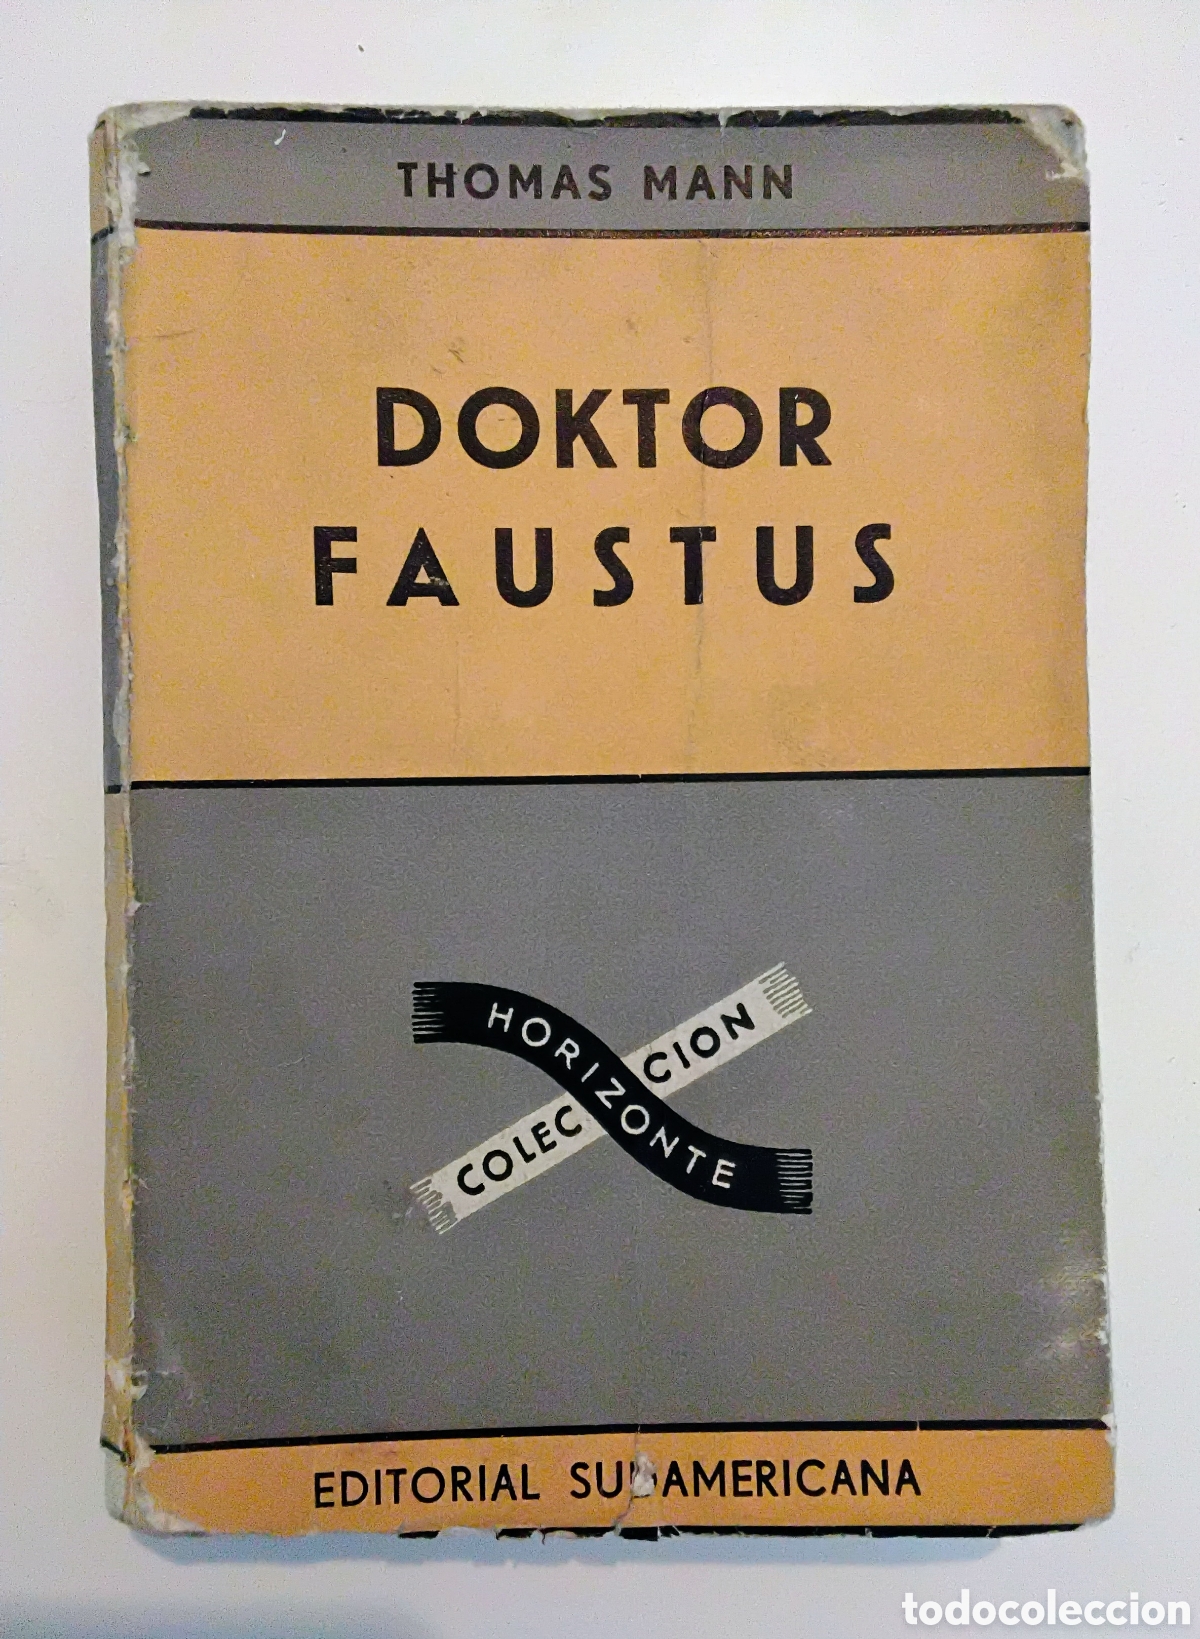 THOMAS MANN
DOKTOR
FAUSTUS
COLECCION
HORIZONTE
EDITORIAL SUDAMERICANA
todocoleccion